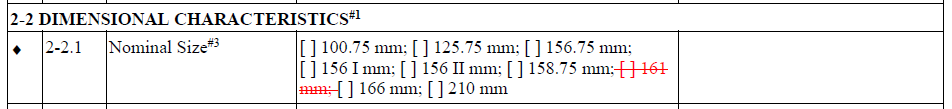 2-2 DIMENSIONAL CHARACTERISTICS#1
♦ 2-2.1 Nominal Size#3 [ ] 100.75 mm; [ ] 125.75 mm; [ ] 156.75 mm;
[ ] 156 I mm; [ ] 156 II mm; [ ] 158.75 mm; [ ] 161
mm; [ ] 166 mm; [ ] 210 mm